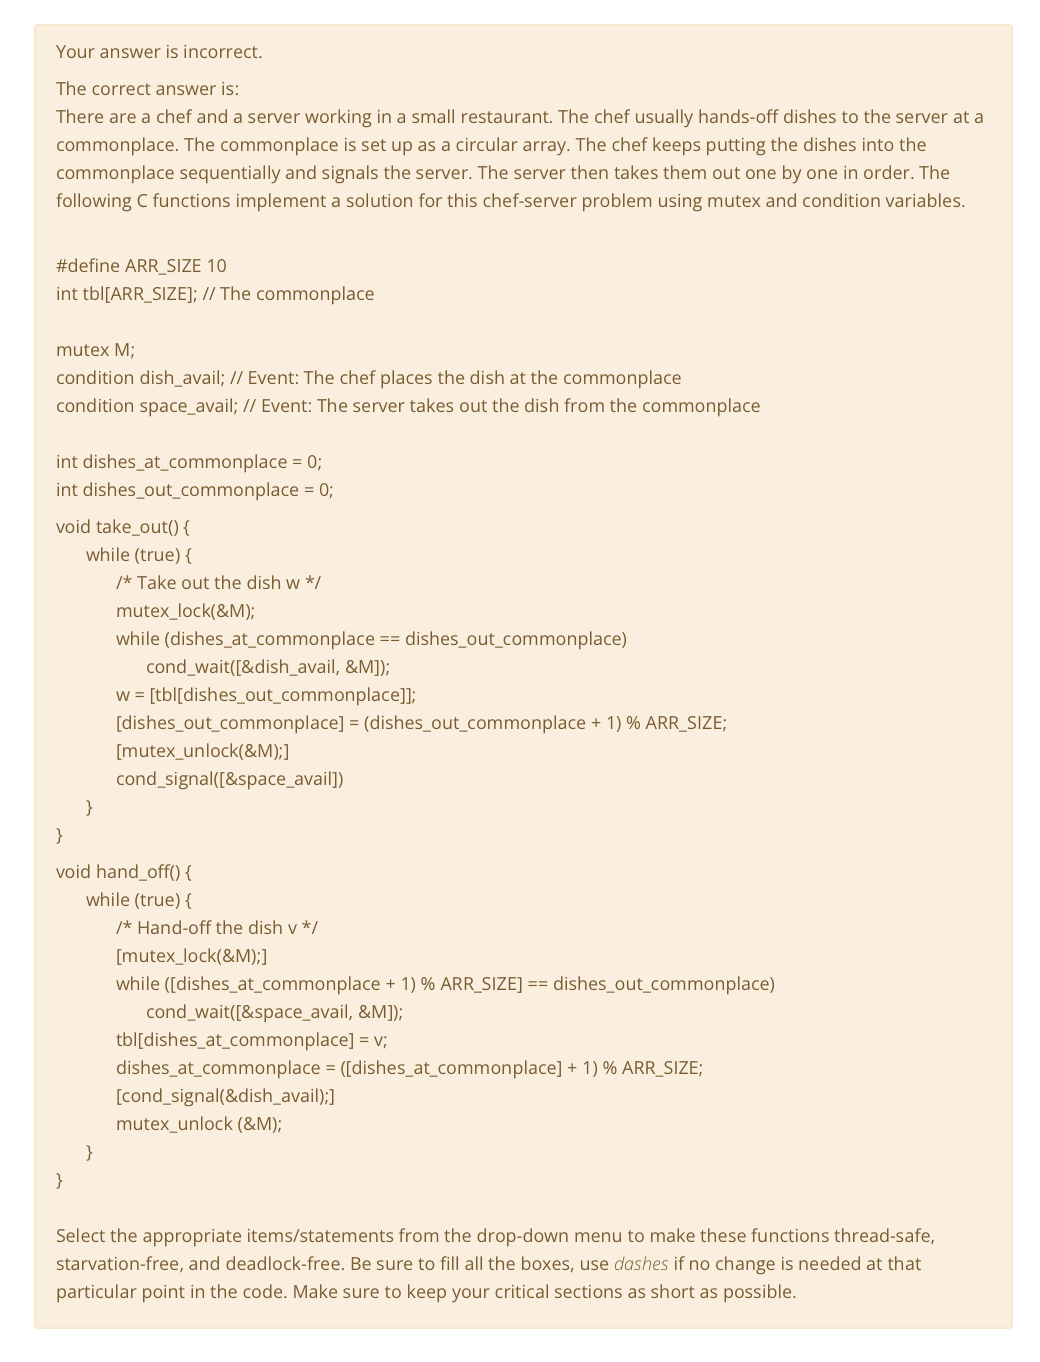 Your answer is incorrect.
The correct answer is:
There are a chef and a server working in a small restaurant. The chef usually hands-off dishes to the server at a
commonplace. The commonplace is set up as a circular array. The chef keeps putting the dishes into the
commonplace sequentially and signals the server. The server then takes them out one by one in order. The
following C functions implement a solution for this chef-server problem using mutex and condition variables.
#define ARR_SIZE 10
int tbl[ARR_SIZE]; // The commonplace
mutex M;
condition dish_avail; // Event: The chef places the dish at the commonplace
condition space_avail; // Event: The server takes out the dish from the commonplace
int dishes_at_commonplace = 0;
int dishes_out_commonplace = 0;
void take_out() {
while (true) {
/* Take out the dish w */
mutex_lock(&M);
while (dishes_at_commonplace == dishes_out_commonplace)
cond_wait([&dish_avail, &M]);
w = [tbl[dishes_out_commonplace]];
[dishes_out_commonplace] = (dishes_out_commonplace + 1) % ARR_SIZE;
[mutex_unlock(&M);]
cond_signal([&space_avail])
}
}
void hand_off() {
while (true) {
/* Hand-off the dish v */
[mutex_lock(&M);]
while ([dishes_at_commonplace + 1) % ARR_SIZE] == dishes_out_commonplace)
cond_wait([&space_avail, &M]);
tbl[dishes_at_commonplace] = v;
dishes_at_commonplace = ([dishes_at_commonplace] + 1) % ARR_SIZE;
[cond_signal(&dish_avail);]
mutex_unlock (&M);
}
}
Select the appropriate items/statements from the drop-down menu to make these functions thread-safe,
starvation-free, and deadlock-free. Be sure to fill all the boxes, use dashes if no change is needed at that
particular point in the code. Make sure to keep your critical sections as short as possible.